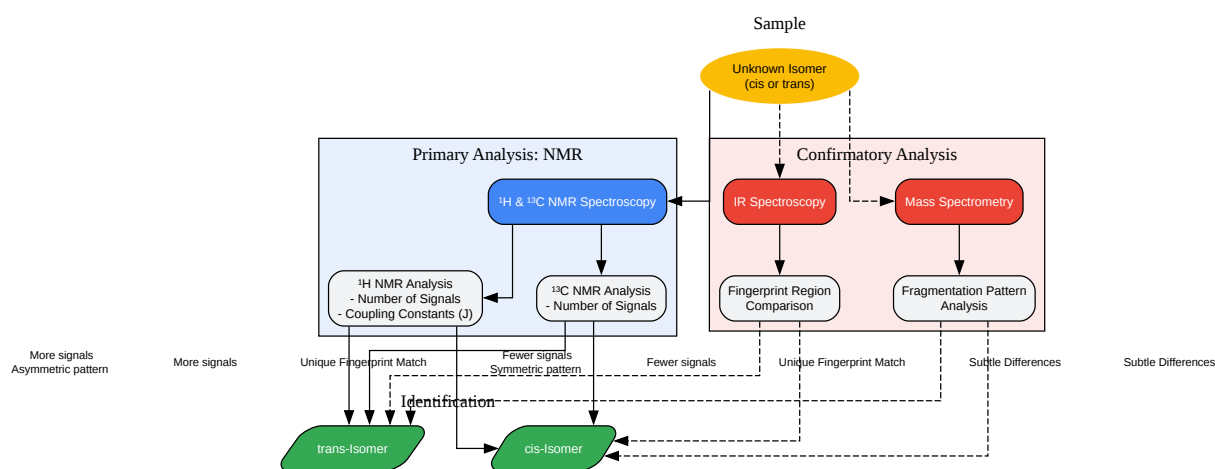 Sample
Unknown Isomer
(cis or trans)
Primary Analysis: NMR
Confirmatory Analysis
¹H & ¹³C NMR Spectroscopy
IR Spectroscopy
Mass Spectrometry
¹H NMR Analysis
- Number of Signals
- Coupling Constants (J)
¹³C NMR Analysis
- Number of Signals
Fingerprint Region
Comparison
Fragmentation Pattern
Analysis
More signals
Asymmetric pattern
More signals
Unique Fingerprint Match
Fewer signals
Symmetric pattern
Fewer signals
Unique Fingerprint Match
Subtle Differences
Subtle Differences
Identification
trans-Isomer
cis-Isomer